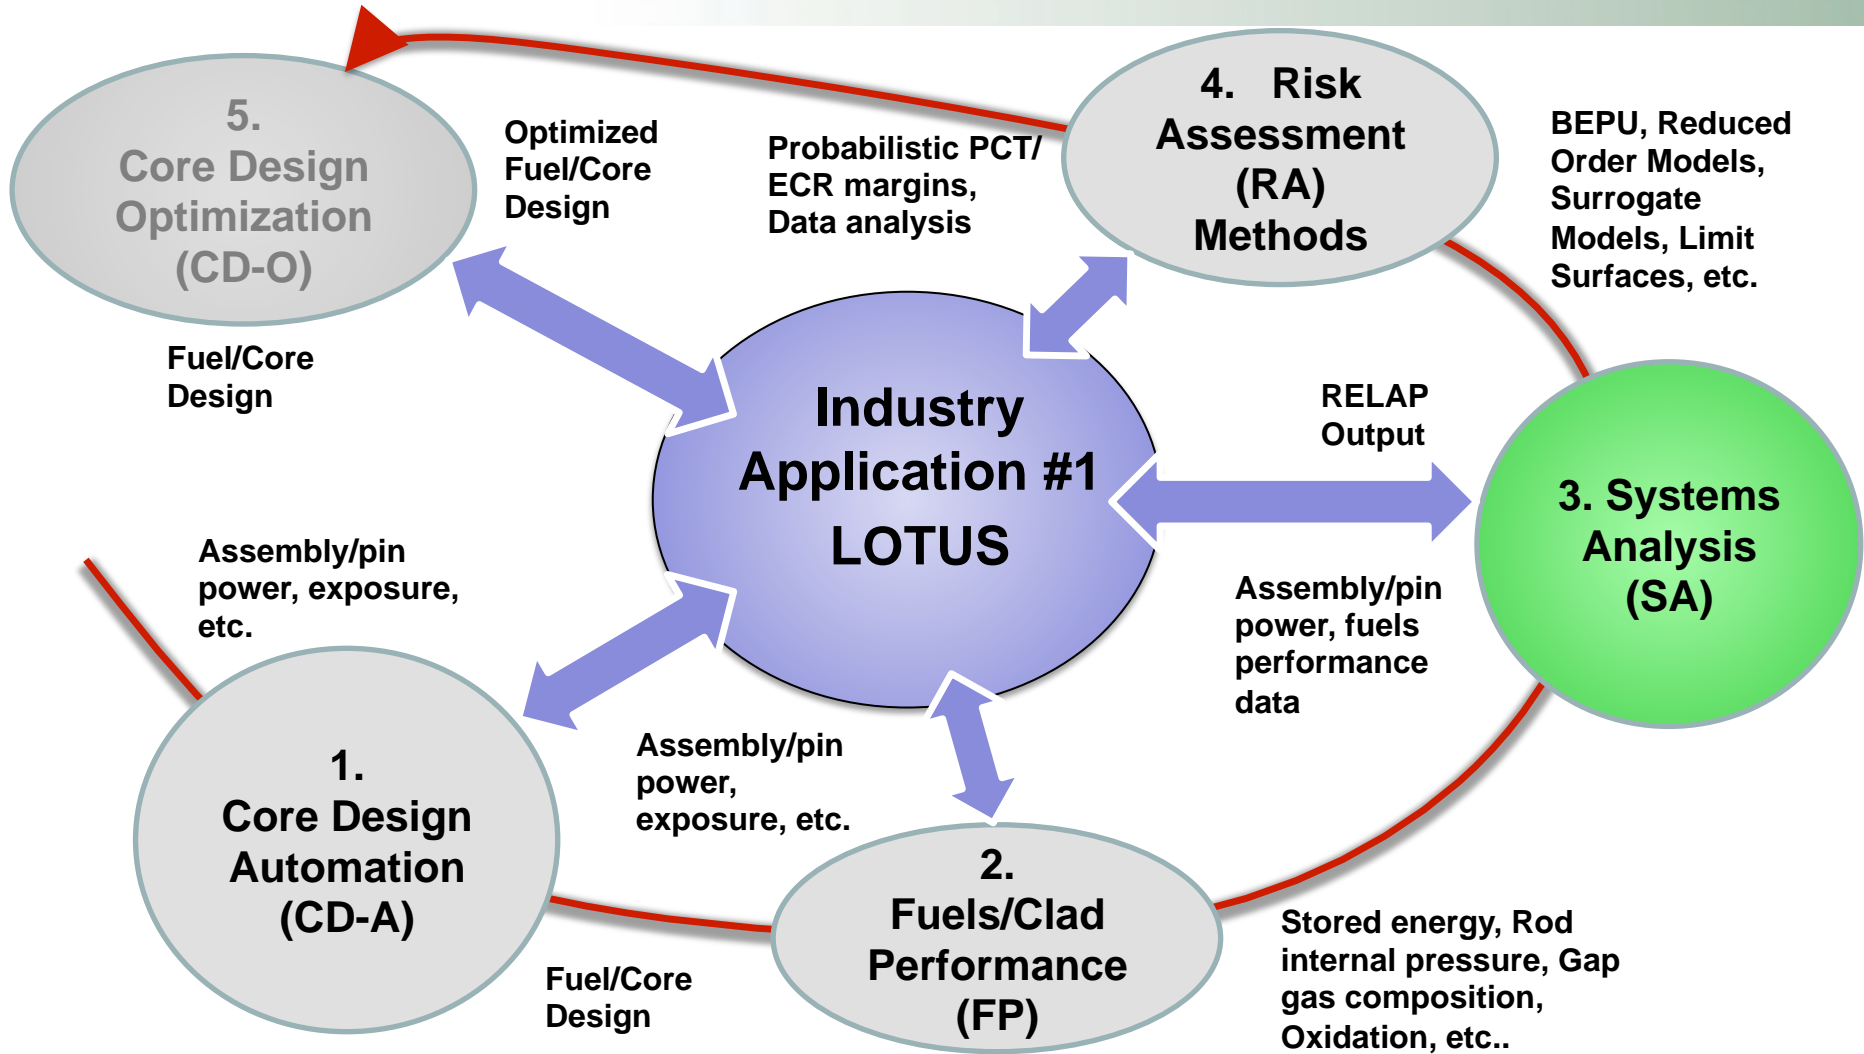 5.
Core Design
Optimization
(CD-O)
Optimized
Fuel/Core
Design
Probabilistic PCT/
ECR margins,
Data analysis
4. Risk
Assessment
(RA)
Methods
BEPU, Reduced
Order Models,
Surrogate
Models, Limit
Surfaces, etc.
Fuel/Core
Design
Industry
Application #1
LOTUS
RELAP
Output
3. Systems
Analysis
(SA)
Assembly/pin
power, exposure,
etc.
Assembly/pin
power, fuels
performance
data
1.
Core Design
Automation
(CD-A)
Assembly/pin
power,
exposure, etc.
2.
Fuels/Clad
Performance
(FP)
Fuel/Core
Design
Stored energy, Rod
internal pressure, Gap
gas composition,
Oxidation, etc..